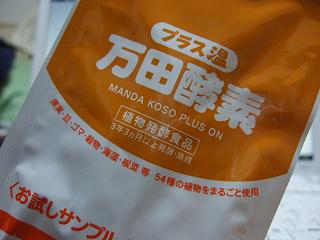 プラス温
万田酵素
MANDA KOSO PLUS ON
植物発酵食品
3年3カ月以上発酵・熟成
果実・豆・ゴマ・穀物・海藻・根菜 等 54種の植物をまるごと使用
〈お試しサンプル